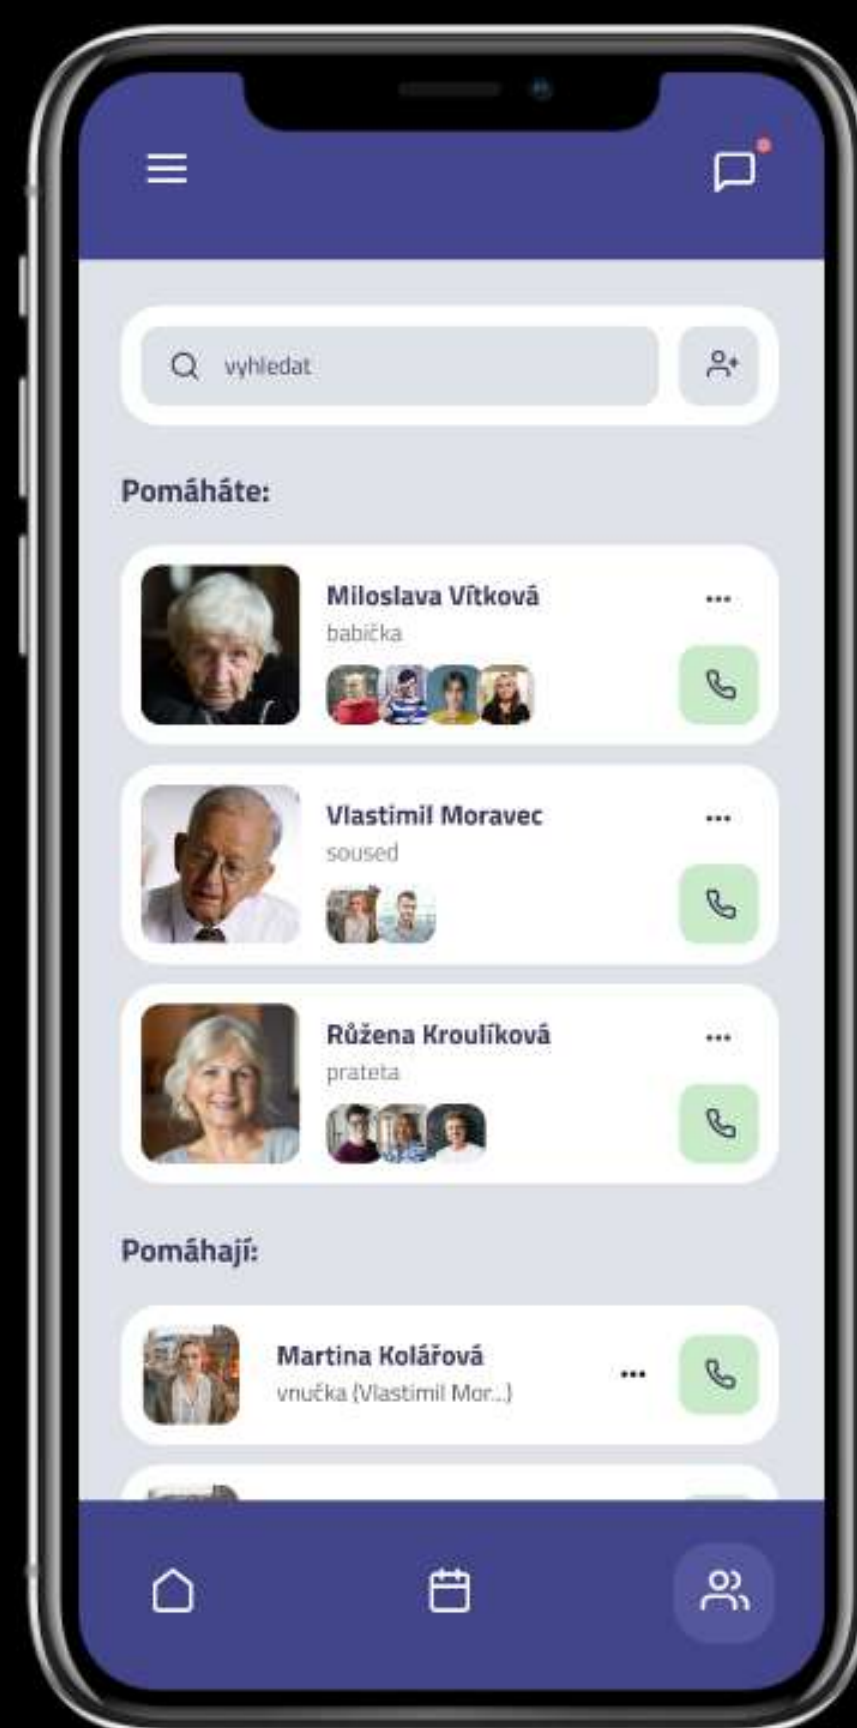 vyhledat
Pomáháte:
Miloslava Vítková
babička
Vlastimil Moravec
soused
Růžena Kroulíková
prateta
Pomáhají:
Martina Kolářová
vnučka (Vlastimil Mor...)